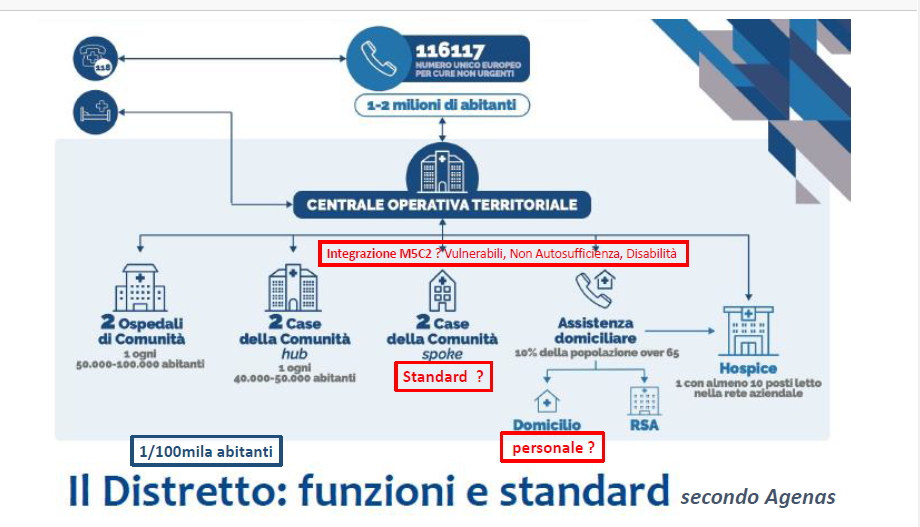 118
116117
NUMERO UNICO EUROPEO
PER CURE NON URGENTI
1-2 milioni di abitanti
CENTRALE OPERATIVA TERRITORIALE
Integrazione M5C2 ? Vulnerabili, Non Autosufficienza, Disabilità
2 Ospedali
di Comunità
1 ogni
50.000-100.000 abitanti
2 Case
della Comunità
hub
1 ogni
40.000-50.000 abitanti
2 Case
della Comunità
spoke
Standard ?
Assistenza
domiciliare
10% della popolazione over 65
Domicilio
RSA
personale ?
Hospice
1 con almeno 10 posti letto
nella rete aziendale
1/100mila abitanti
Il Distretto: funzioni e standard secondo Agenas